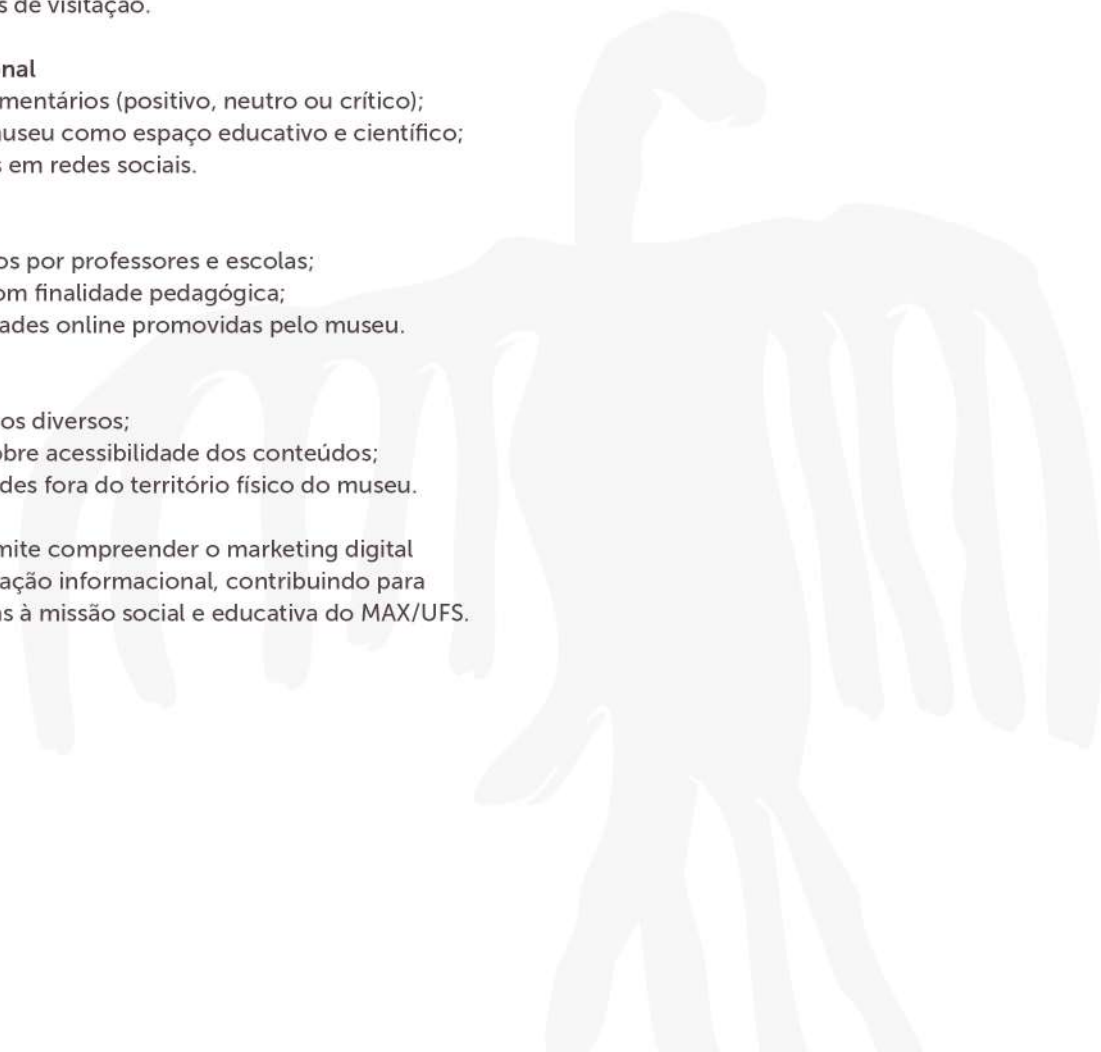 s de visitação.
nal
mentários (positivo, neutro ou crítico);
useu como espaço educativo e científico;
s em redes sociais.
os por professores e escolas;
om finalidade pedagógica;
ades online promovidas pelo museu.
os diversos;
obre acessibilidade dos conteúdos;
des fora do território físico do museu.
mite compreender o marketing digital
ação informacional, contribuindo para
as à missão social e educativa do MAX/UFS.